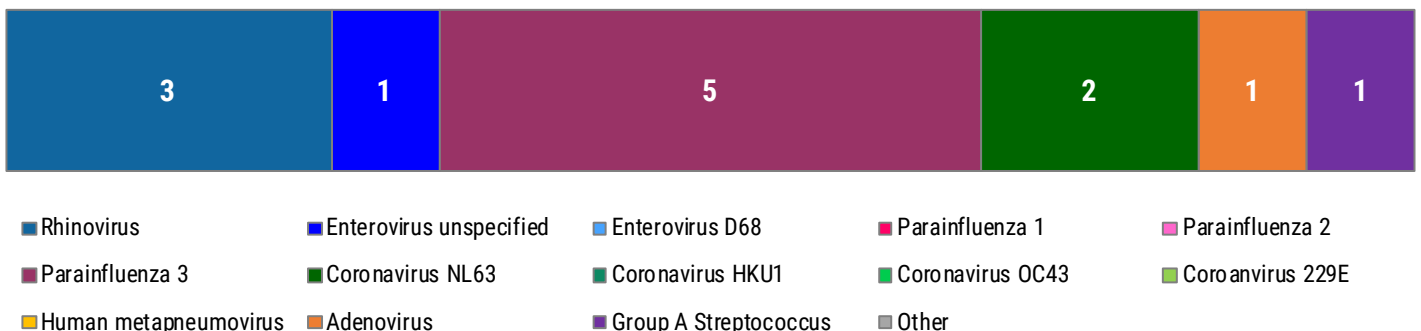 3 1 5 2 1 1
Rhinovirus Enterovirus unspecified Enterovirus D68 Parainfluenza 1 Parainfluenza 2
Parainfluenza 3 Coronavirus NL63 Coronavirus HKU1 Coronavirus OC43 Coroanvirus 229E
Human metapneumovirus Adenovirus Group A Streptococcus Other